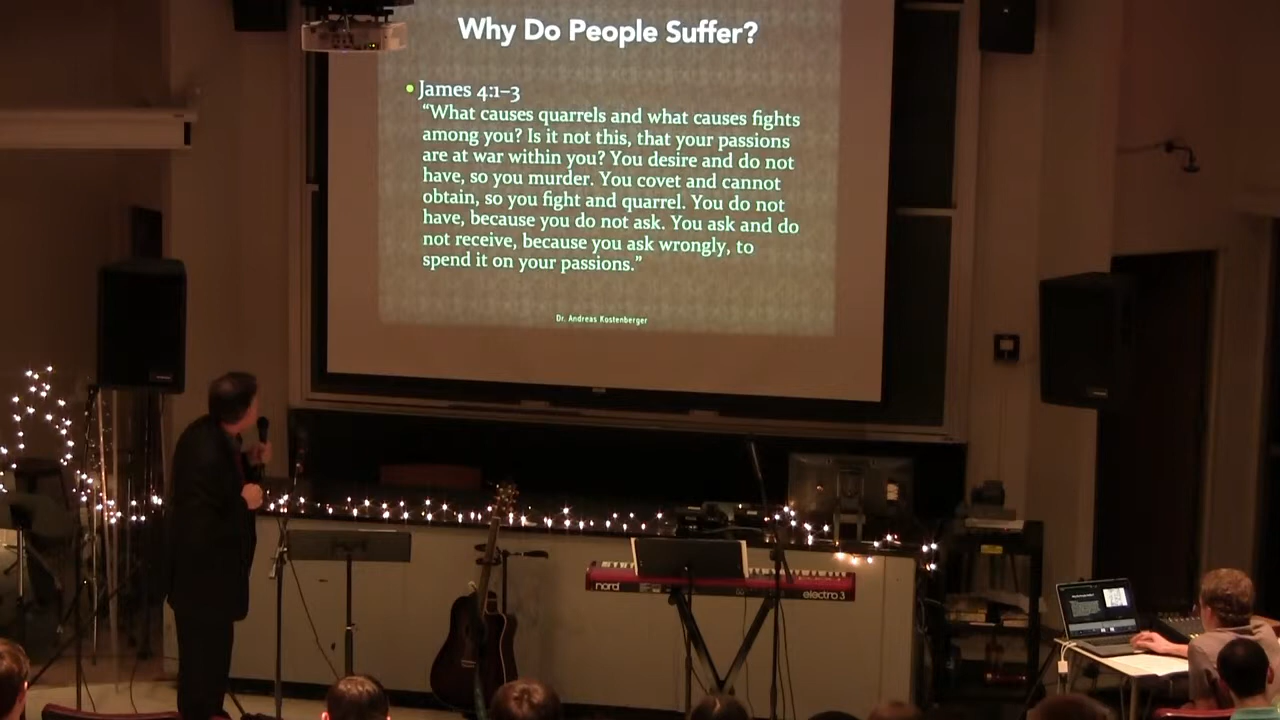 Why Do People Suffer?
• James 4:1–3
“What causes quarrels and what causes fights
among you? Is it not this, that your passions
are at war within you? You desire and do not
have, so you murder. You covet and cannot
obtain, so you fight and quarrel. You do not
have, because you do not ask. You ask and do
not receive, because you ask wrongly, to
spend it on your passions.”
Dr. Andreas Kostenberger
nord electro 3